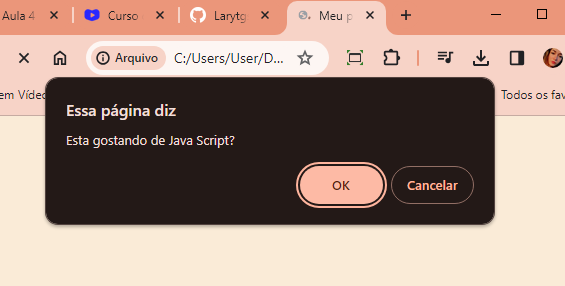 Aula 4
Curso
Larytg
Meu p
Arquivo
C:/Users/User/D...
em Víde
Todos os fav
Essa página diz
Esta gostando de Java Script?
OK
Cancelar